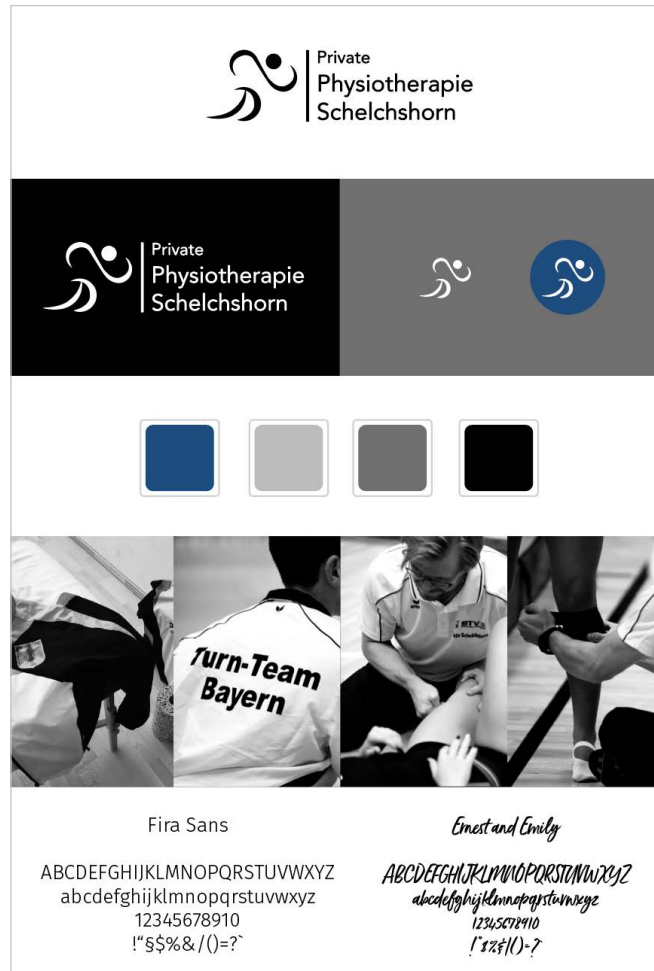 Private
Physiotherapie
Schelchshorn
Private
Physiotherapie
Schelchshorn
Turn-Team
Bayern
BTV
Fira Sans
ABCDEFGHIJKLMNOPQRSTUVWXYZ
abcdefghijklmnopqrstuvwxyz
12345678910
!“§$%&/()=?`
Ernest and Emily
ABCDEFGHIJKLMNOPQRSTUVWXYZ
abcdefghijklmnopqrstuvwxyz
12345678910